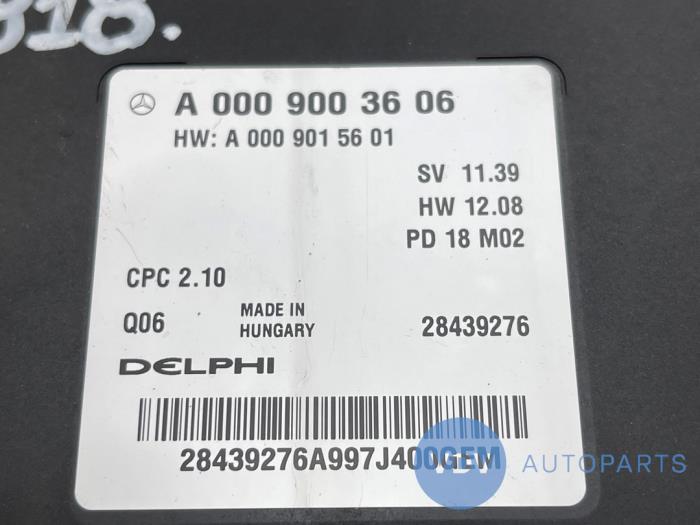 318.
A 000 900 36 06
HW: A 000 901 56 01
SV 11.39
HW 12.08
PD 18 M02
CPC 2.10
Q06 MADE IN HUNGARY 28439276
DELPHI
28439276A997J400GEM
VDV AUTOPARTS